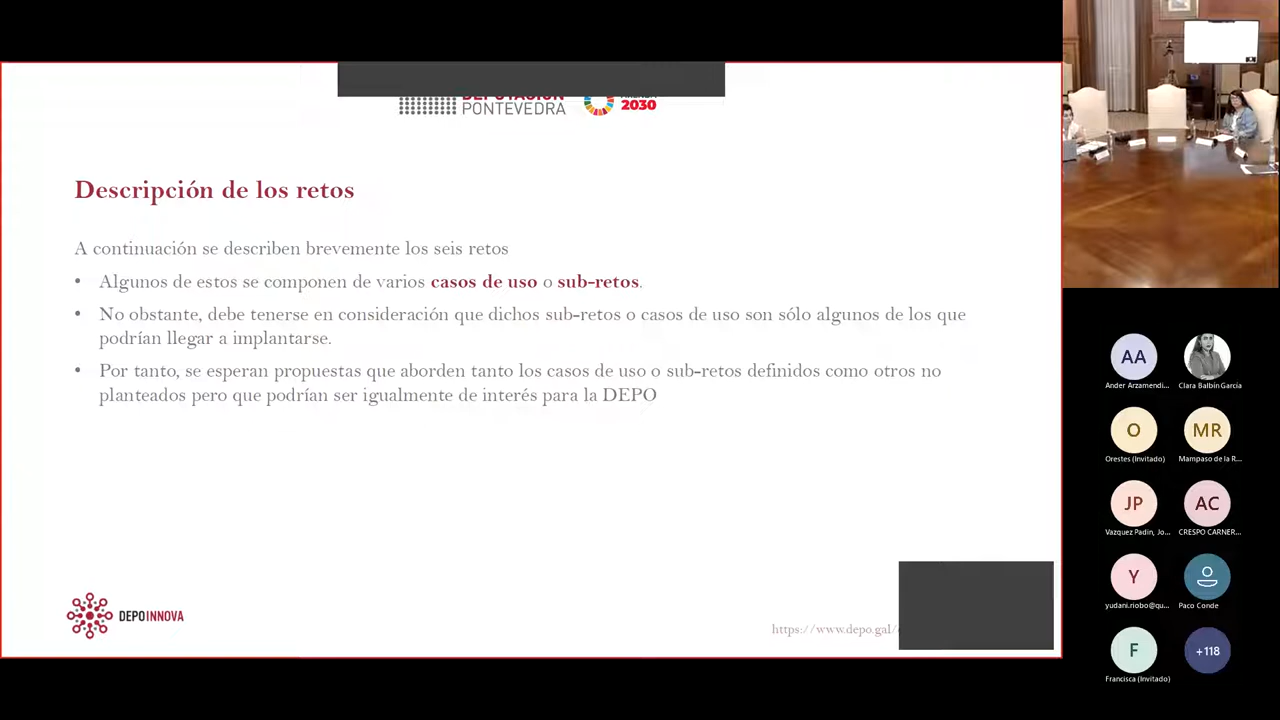 PONTEVEDRA
2030
Descripción de los retos
A continuación se describen brevemente los seis retos
• Algunos de estos se componen de varios casos de uso o sub-retos.
• No obstante, debe tenerse en consideración que dichos sub-retos o casos de uso son sólo algunos de los que
podrían llegar a implantarse.
• Por tanto, se esperan propuestas que aborden tanto los casos de uso o sub-retos definidos como otros no
planteados pero que podrían ser igualmente de interés para la DEPO
DEPOINNOVA
https://www.depo.gal/
AA
Ander Arzamendi...
Clara Balbín García
O
MR
Orestes (Invitado)
Mampaso de la R...
JP
AC
Vazquez Padin, Jo...
CRESPO CARNER...
Y
yudani.riobo@qu...
Paco Conde
F
+118
Francisca (Invitado)